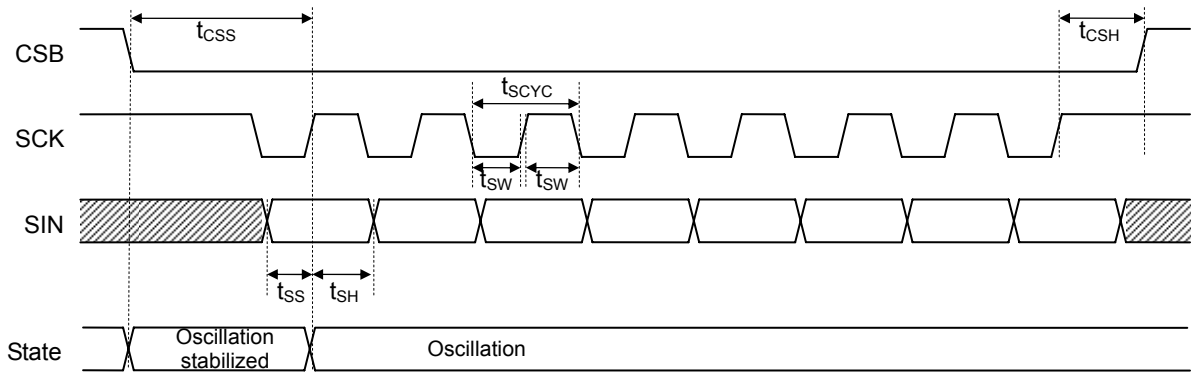 tCSS
tCSH
CSB
tSCYC
SCK
tSW tSW
SIN
tSS tSH
State
Oscillation
stabilized
Oscillation